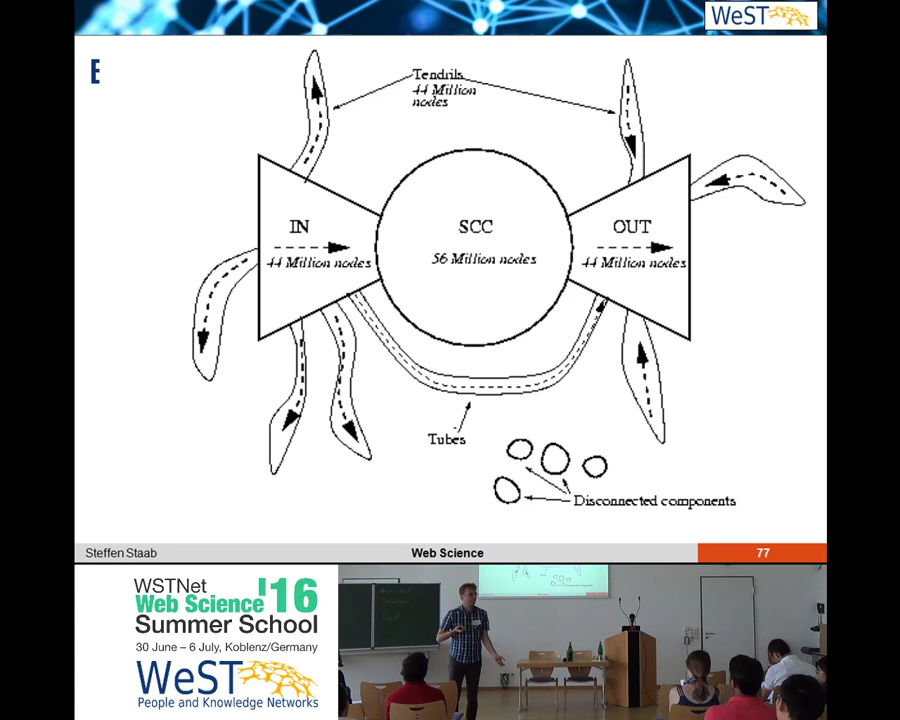 WeST
E
Tendrils
44 Million
nodes
IN
44 Million nodes
SCC
56 Million nodes
OUT
44 Million nodes
Tubes
Disconnected components
Steffen Staab
Web Science
77
WSTNet
Web Science '16
Summer School
30 June – 6 July, Koblenz/Germany
WeST
People and Knowledge Networks